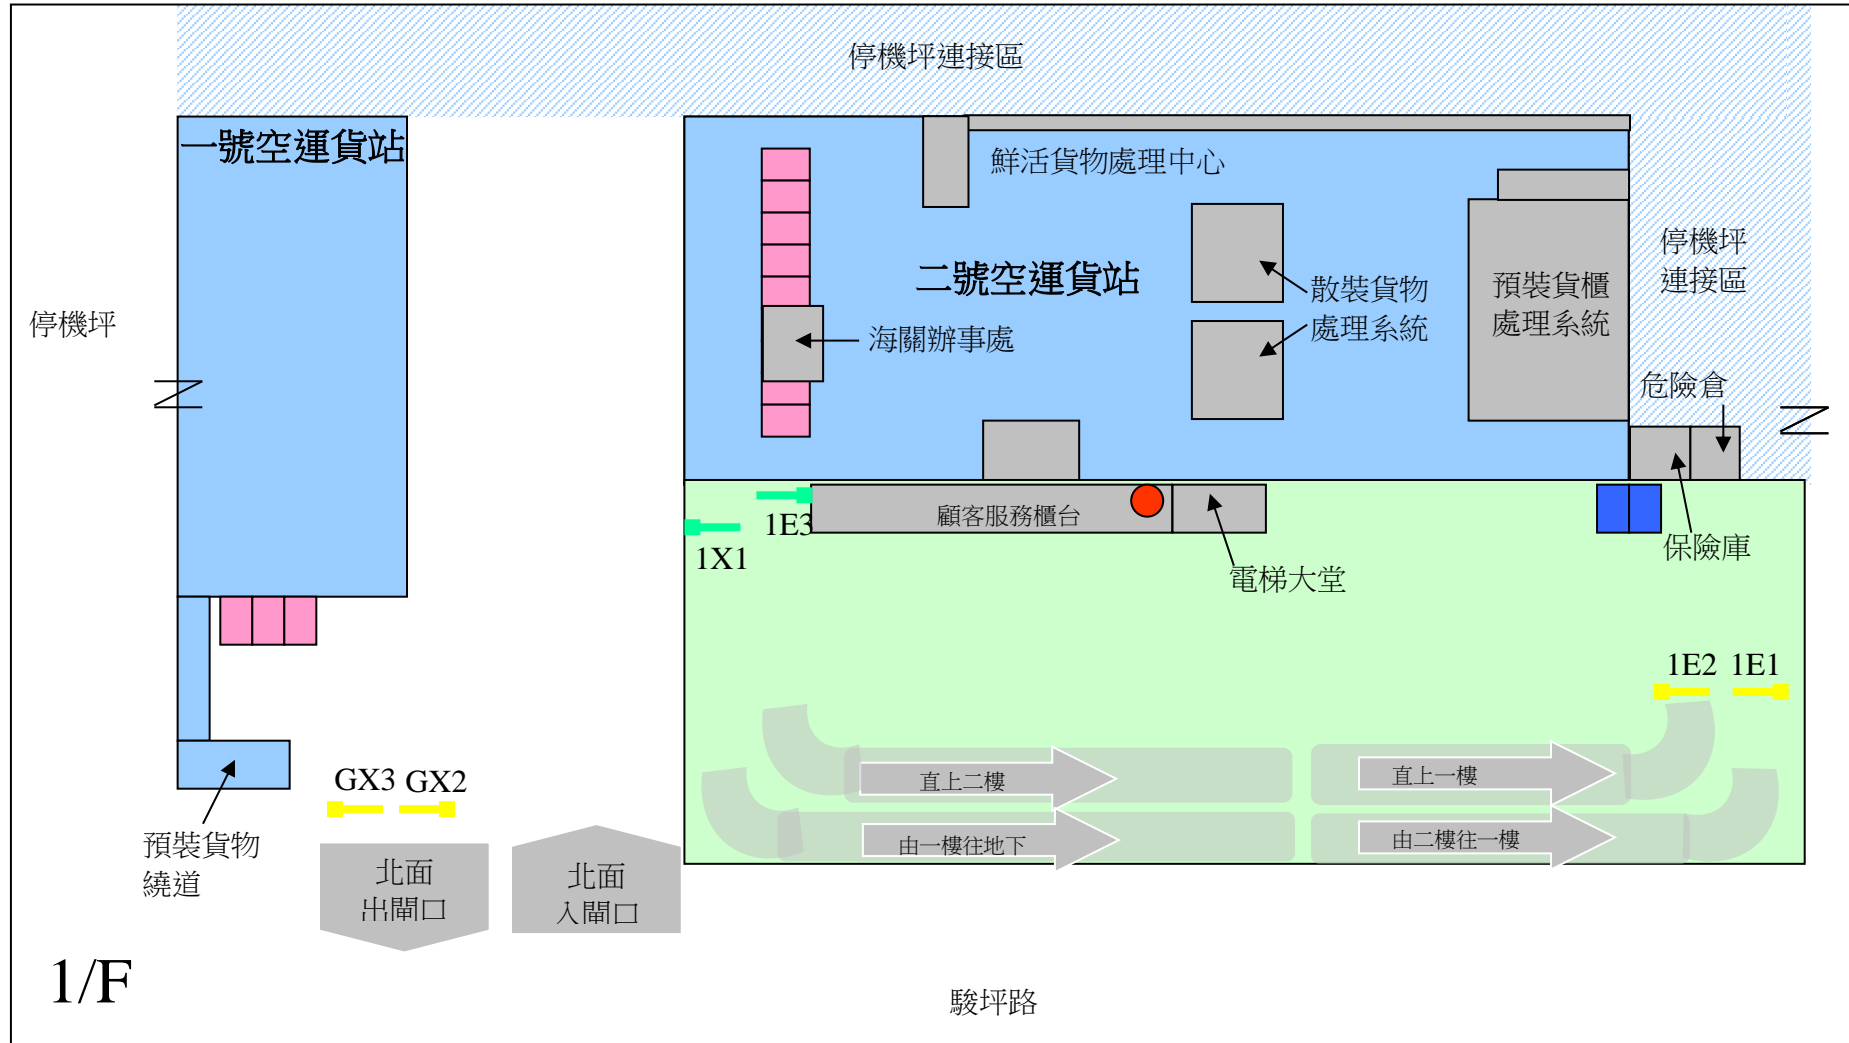 停機坪連接區
一號空運貨站
鮮活貨物處理中心
停機坪
連接區
二號空運貨站
散裝貨物
處理系統
預裝貨櫃
處理系統
停機坪
海關辦事處
危險倉
顧客服務櫃台
1E3
1X1
保險庫
電梯大堂
1E2 1E1
直上二樓
直上一樓
GX3 GX2
由一樓往地下
由二樓往一樓
預裝貨物
繞道
北面
出閘口
北面
入閘口
1/F
駿坪路